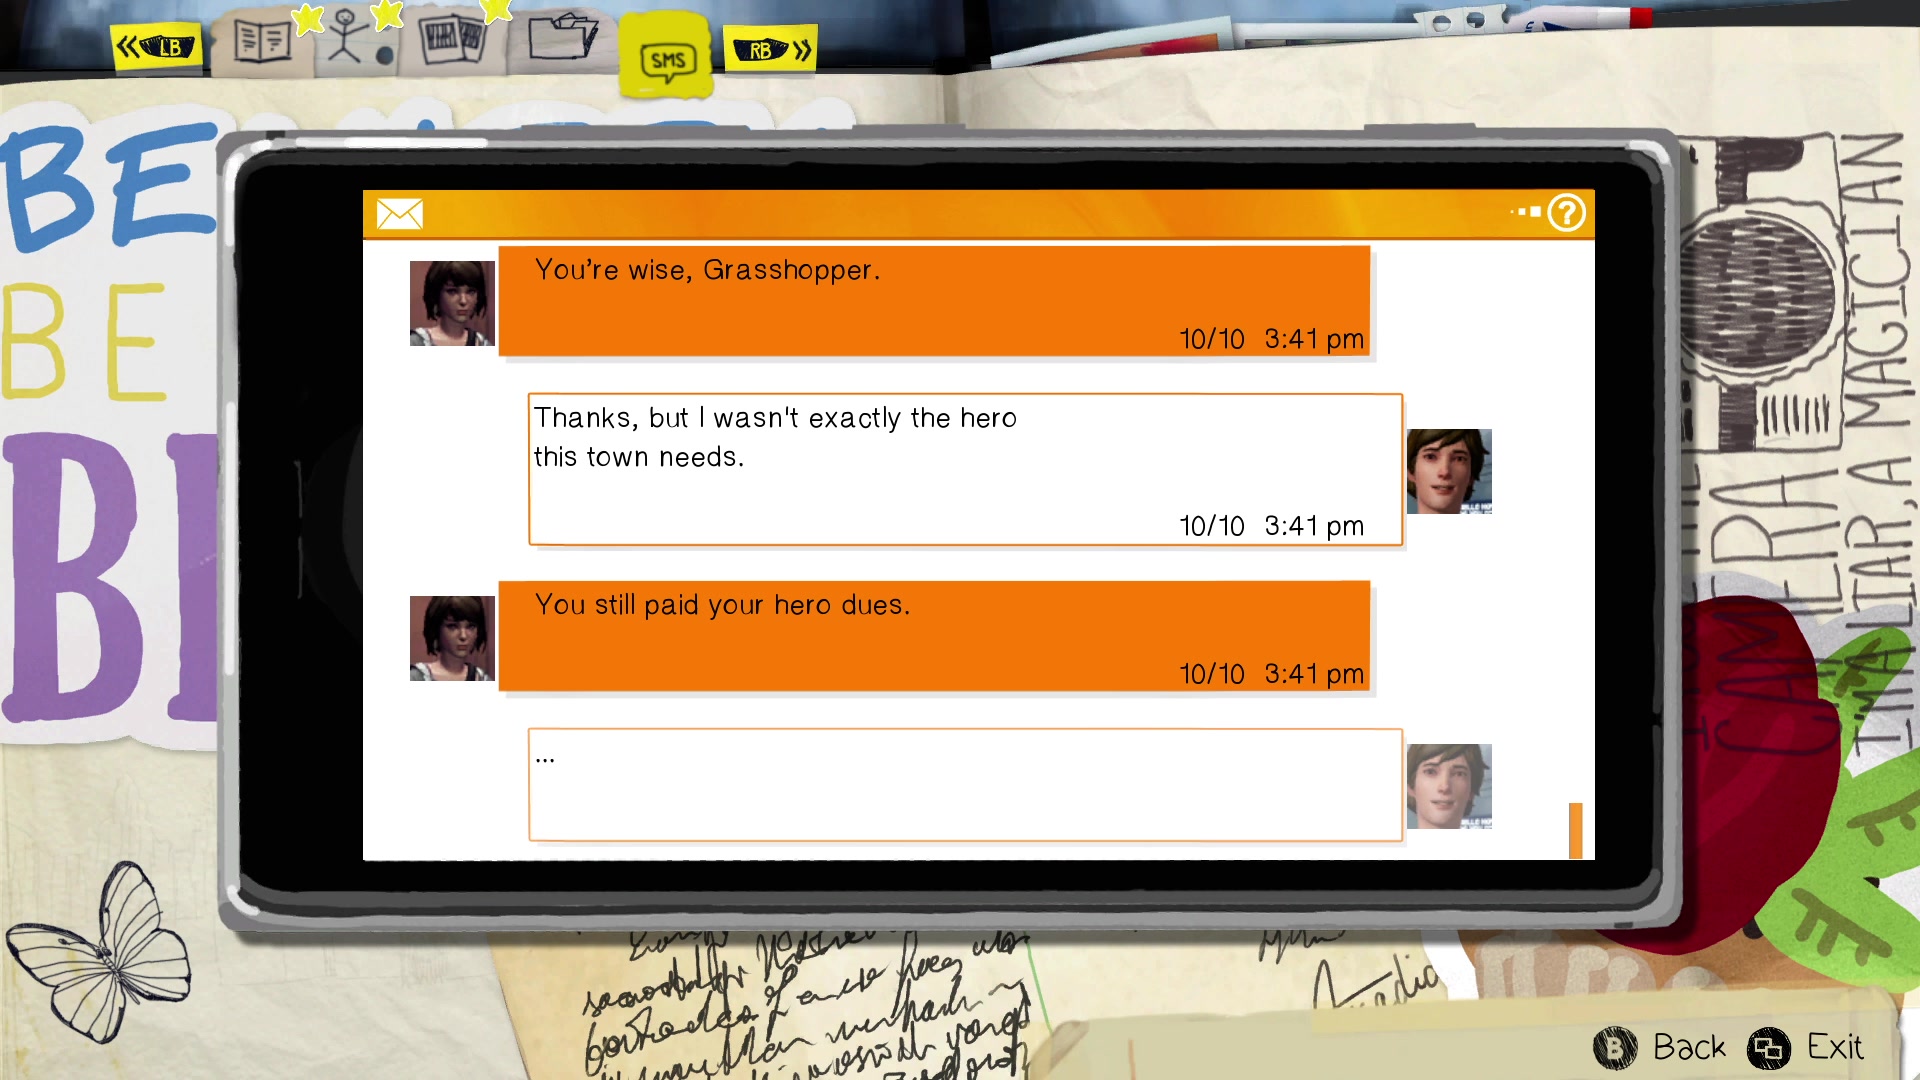 LB
SMS
RB
BE
BE
You're wise, Grasshopper.
10/10 3:41 pm
Thanks, but I wasn't exactly the hero
this town needs.
10/10 3:41 pm
You still paid your hero dues.
10/10 3:41 pm
...
CAMERA
I'M A LIAR, A MAGICIAN
B Back
Exit